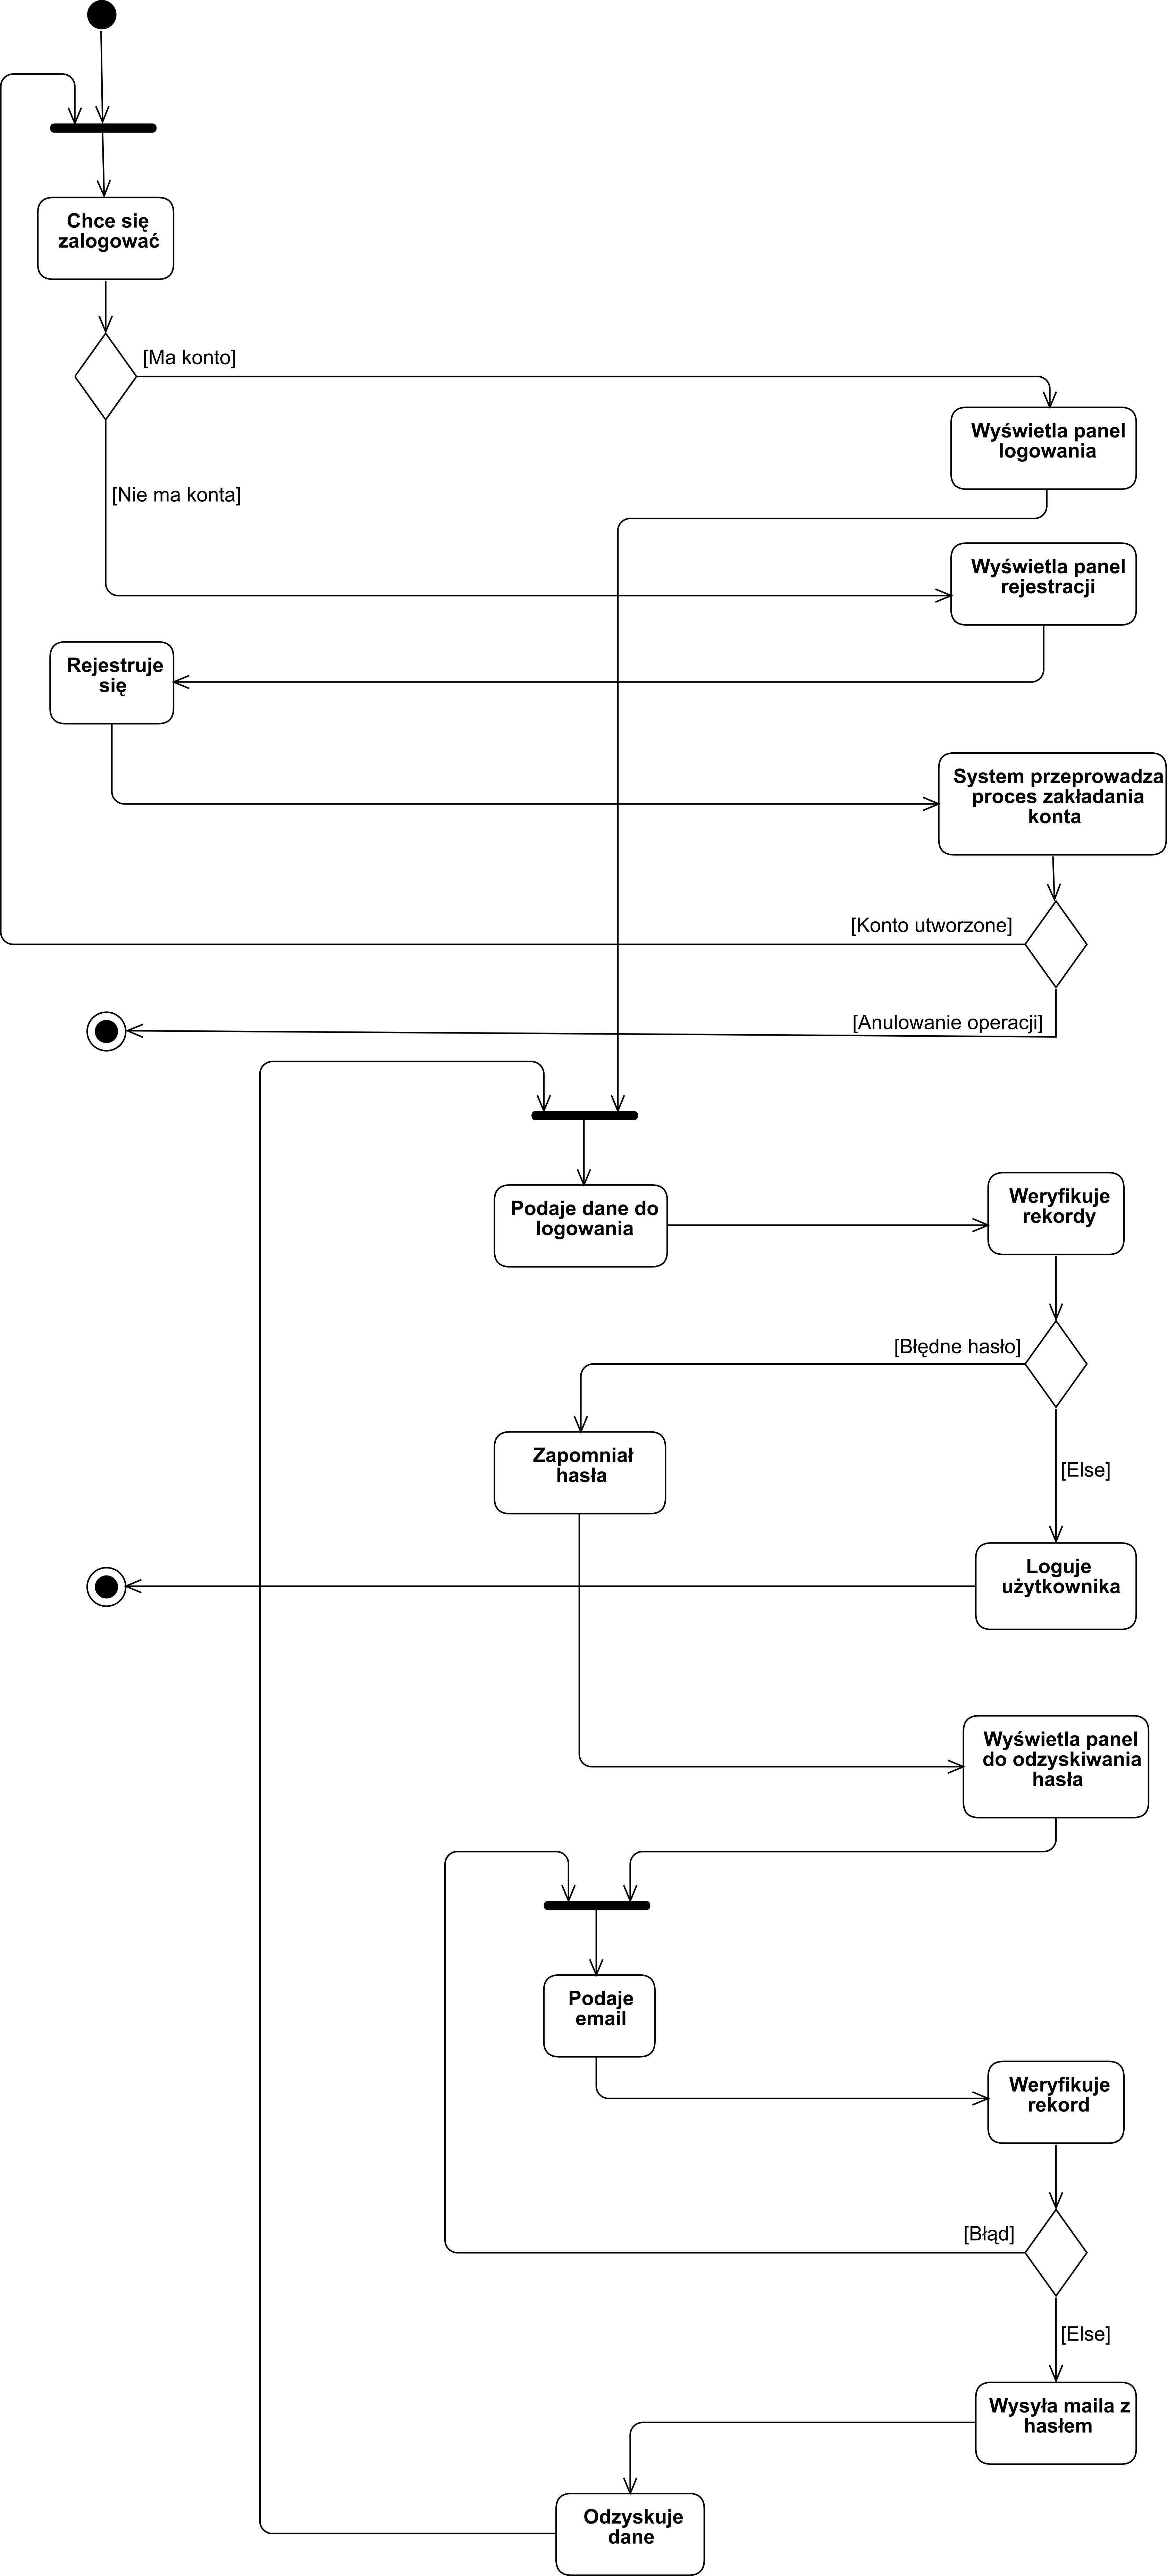 Chce się
zalogować
[Ma konto]
Wyświetla panel
logowania
[Nie ma konta]
Wyświetla panel
rejestracji
Rejestruje
się
System przeprowadza
proces zakładania
konta
[Konto utworzone]
[Anulowanie operacji]
Podaje dane do
logowania
Weryfikuje
rekordy
[Błędne hasło]
Zapomniał
hasła
[Else]
Loguje
użytkownika
Wyświetla panel
do odzyskiwania
hasła
Podaje
email
Weryfikuje
rekord
[Błąd]
[Else]
Wysyła maila z
hasłem
Odzyskuje
dane